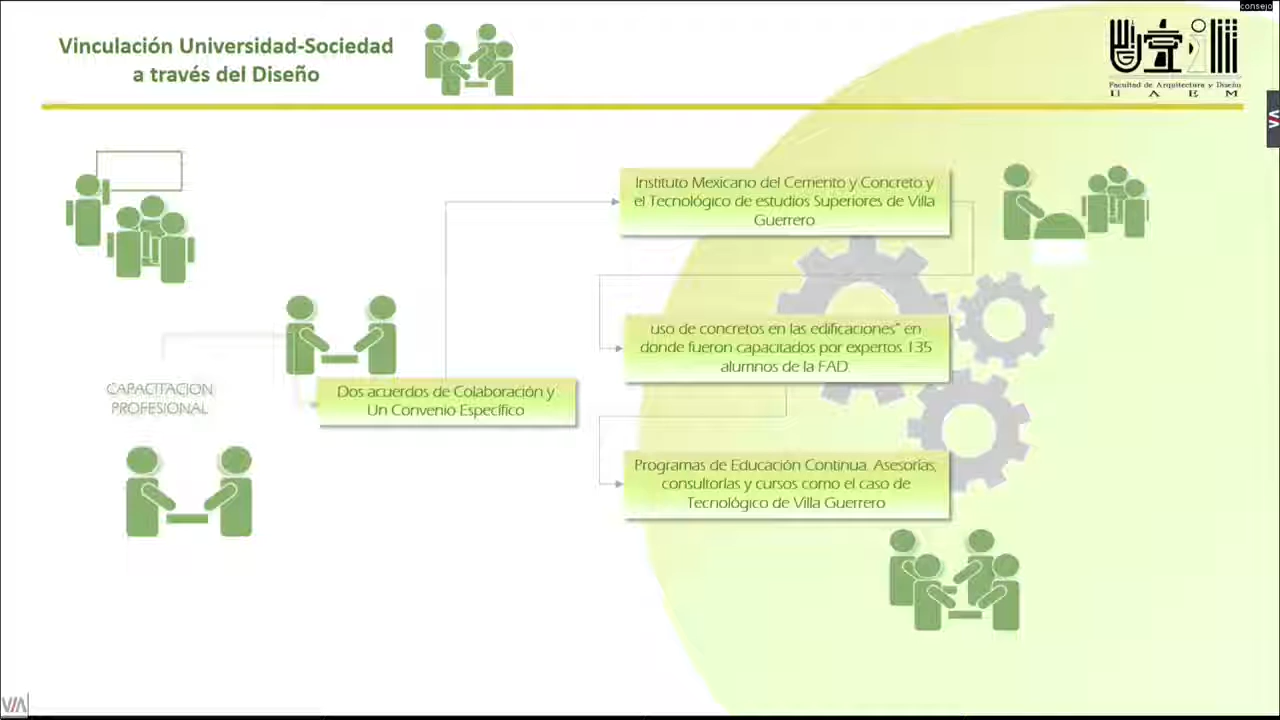 consejo
Vinculación Universidad-Sociedad
a través del Diseño
Facultad de Arquitectura y Diseño
U A E M
Instituto Mexicano del Cemento y Concreto y
el Tecnológico de estudios Superiores de Villa
Guerrero
uso de concretos en las edificaciones” en
donde fueron capacitados por expertos 135
alumnos de la FAD.
CAPACITACION
PROFESIONAL
Dos acuerdos de Colaboración y
Un Convenio Específico
Programas de Educación Continua. Asesorías,
consultorías y cursos como el caso de
Tecnológico de Villa Guerrero
VIA